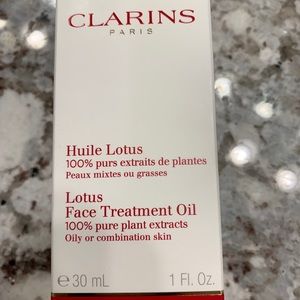 CLARINS
PARIS
Huile Lotus
100% purs extraits de plantes
Peaux mixtes ou grasses
Lotus
Face Treatment Oil
100% pure plant extracts
Oily or combination skin
℮ 30 mL 1 Fl. Oz.